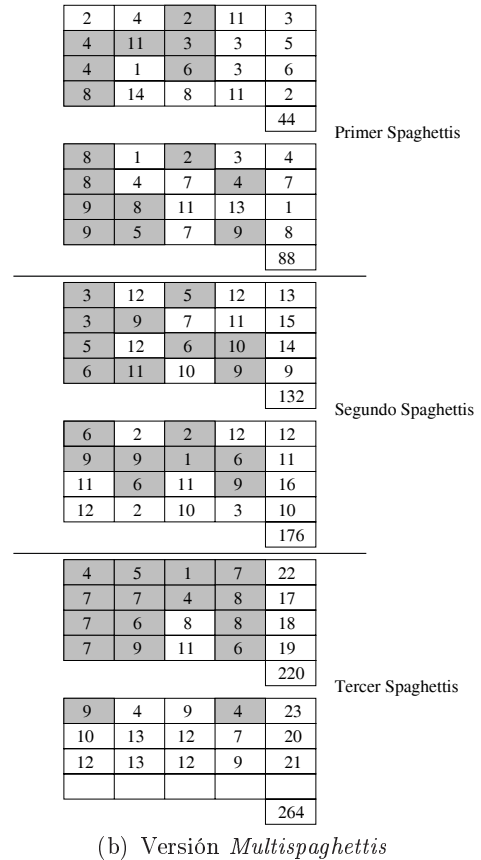 2 4 2 11 3
4 11 3 3 5
4 1 6 3 6
8 14 8 11 2
44
Primer Spaghettis
8 1 2 3 4
8 4 7 4 7
9 8 11 13 1
9 5 7 9 8
88
3 12 5 12 13
3 9 7 11 15
5 12 6 10 14
6 11 10 9 9
132
Segundo Spaghettis
6 2 2 12 12
9 9 1 6 11
11 6 11 9 16
12 2 10 3 10
176
4 5 1 7 22
7 7 4 8 17
7 6 8 8 18
7 9 11 6 19
220
Tercer Spaghettis
9 4 9 4 23
10 13 12 7 20
12 13 12 9 21
264
(b) Versión Multispaghettis